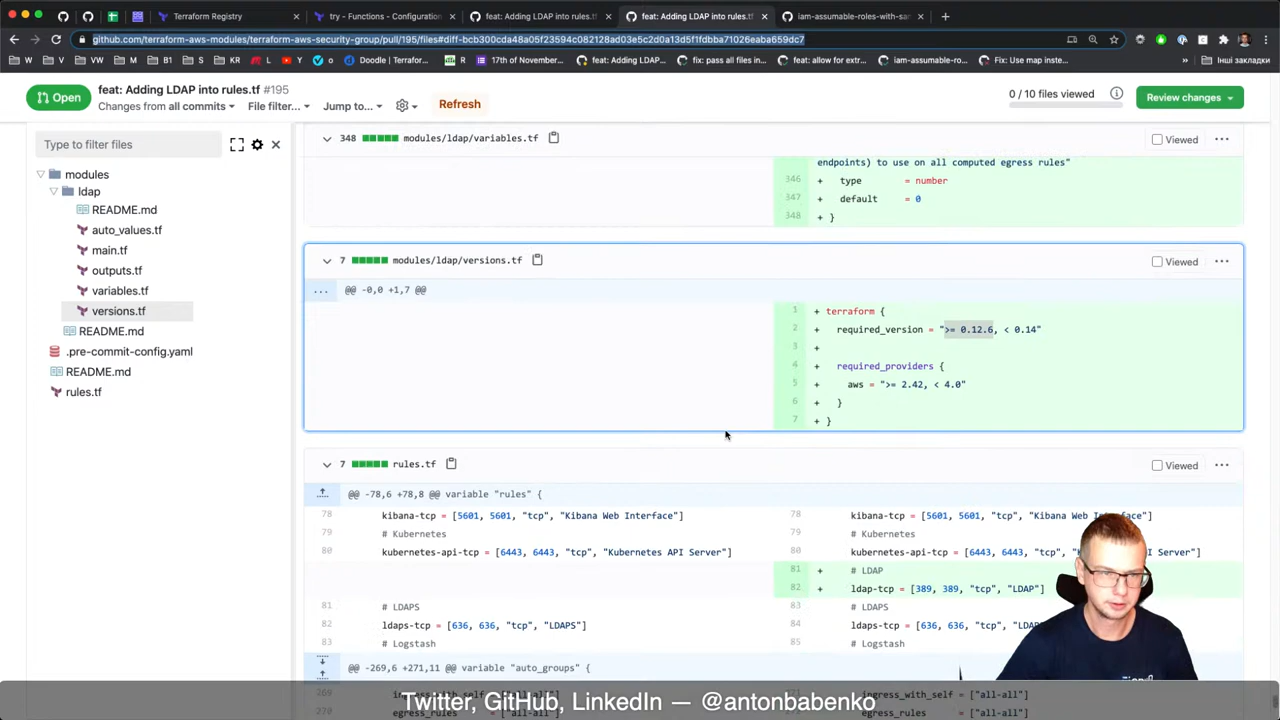 Terraform Registry
try - Functions - Configuration
feat: Adding LDAP into rules.tf
feat: Adding LDAP into rules.tf
iam-assumable-roles-with-sa
github.com/terraform-aws-modules/terraform-aws-security-group/pull/195/files#diff-bcb300cda48a05f23594c082128ad03e5c2d0a13d5f1fdbba71026eaba659dc7
W
V
VW
M
B1
S
KR
L
Y
o
Doodle | Terrafor...
R
17th of November...
feat: Adding LDAP...
fix: pass all files in...
feat: allow for extr...
iam-assumable-ro...
Fix: Use map inste...
»
Інші закладки
Open
feat: Adding LDAP into rules.tf #195
Changes from all commits
File filter...
Jump to...
Refresh
0 / 10 files viewed
Review changes
Type to filter files
modules
ldap
README.md
auto_values.tf
main.tf
outputs.tf
variables.tf
versions.tf
README.md
.pre-commit-config.yaml
README.md
rules.tf
348 modules/ldap/variables.tf
Viewed
endpoints) to use on all computed egress rules"
346 + type = number
347 + default = 0
348 + }
7 modules/ldap/versions.tf
Viewed
... @@ -0,0 +1,7 @@
1 + terraform {
2 + required_version = ">= 0.12.6, < 0.14"
3 +
4 + required_providers {
5 + aws = ">= 2.42, < 4.0"
6 + }
7 + }
7 rules.tf
Viewed
@@ -78,6 +78,8 @@ variable "rules" {
78 kibana-tcp = [5601, 5601, "tcp", "Kibana Web Interface"]
78 kibana-tcp = [5601, 5601, "tcp", "Kibana Web Interface"]
79 # Kubernetes
79 # Kubernetes
80 kubernetes-api-tcp = [6443, 6443, "tcp", "Kubernetes API Server"]
80 kubernetes-api-tcp = [6443, 6443, "tcp", API Server"]
81 + # LDAP
82 + ldap-tcp = [389, 389, "tcp", "LDAP"]
81 # LDAPS
83 # LDAPS
82 ldaps-tcp = [636, 636, "tcp", "LDAPS"]
84 ldaps-tcp = [636, 636, "tcp",
83 # Logstash
85 # Logstash
@@ -269,6 +271,11 @@ variable "auto_groups" {
ingress_with_self = ["all-all"]
ingress_with_self = ["all-all"]
Twitter, GitHub, LinkedIn — @antonbabenko